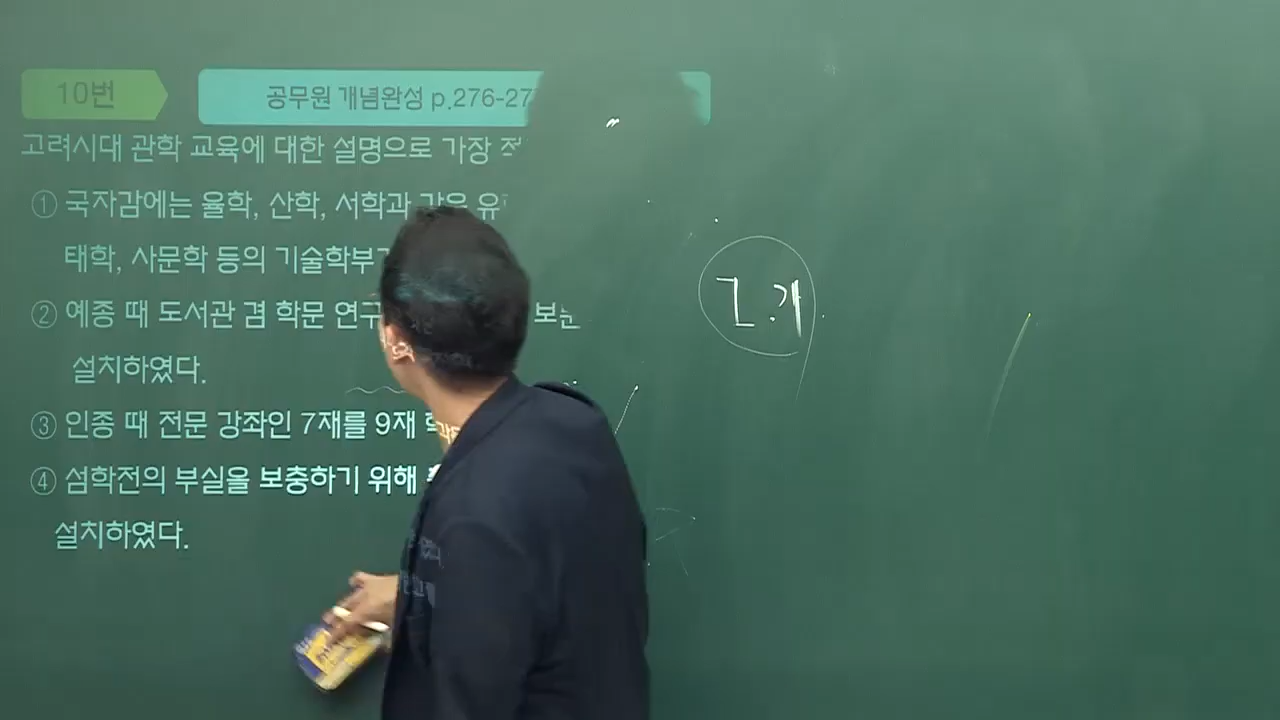 10번
공무원 개념완성 p.276-27
고려시대 관학 교육에 대한 설명으로 가장
① 국자감에는 율학, 산학, 서학과 같은 유
태학, 사문학 등의 기술학부가
② 예종 때 도서관 겸 학문 연구 보문
설치하였다.
③ 인종 때 전문 강좌인 7재를 9재
④ 섬학전의 부실을 보충하기 위해
설치하였다.